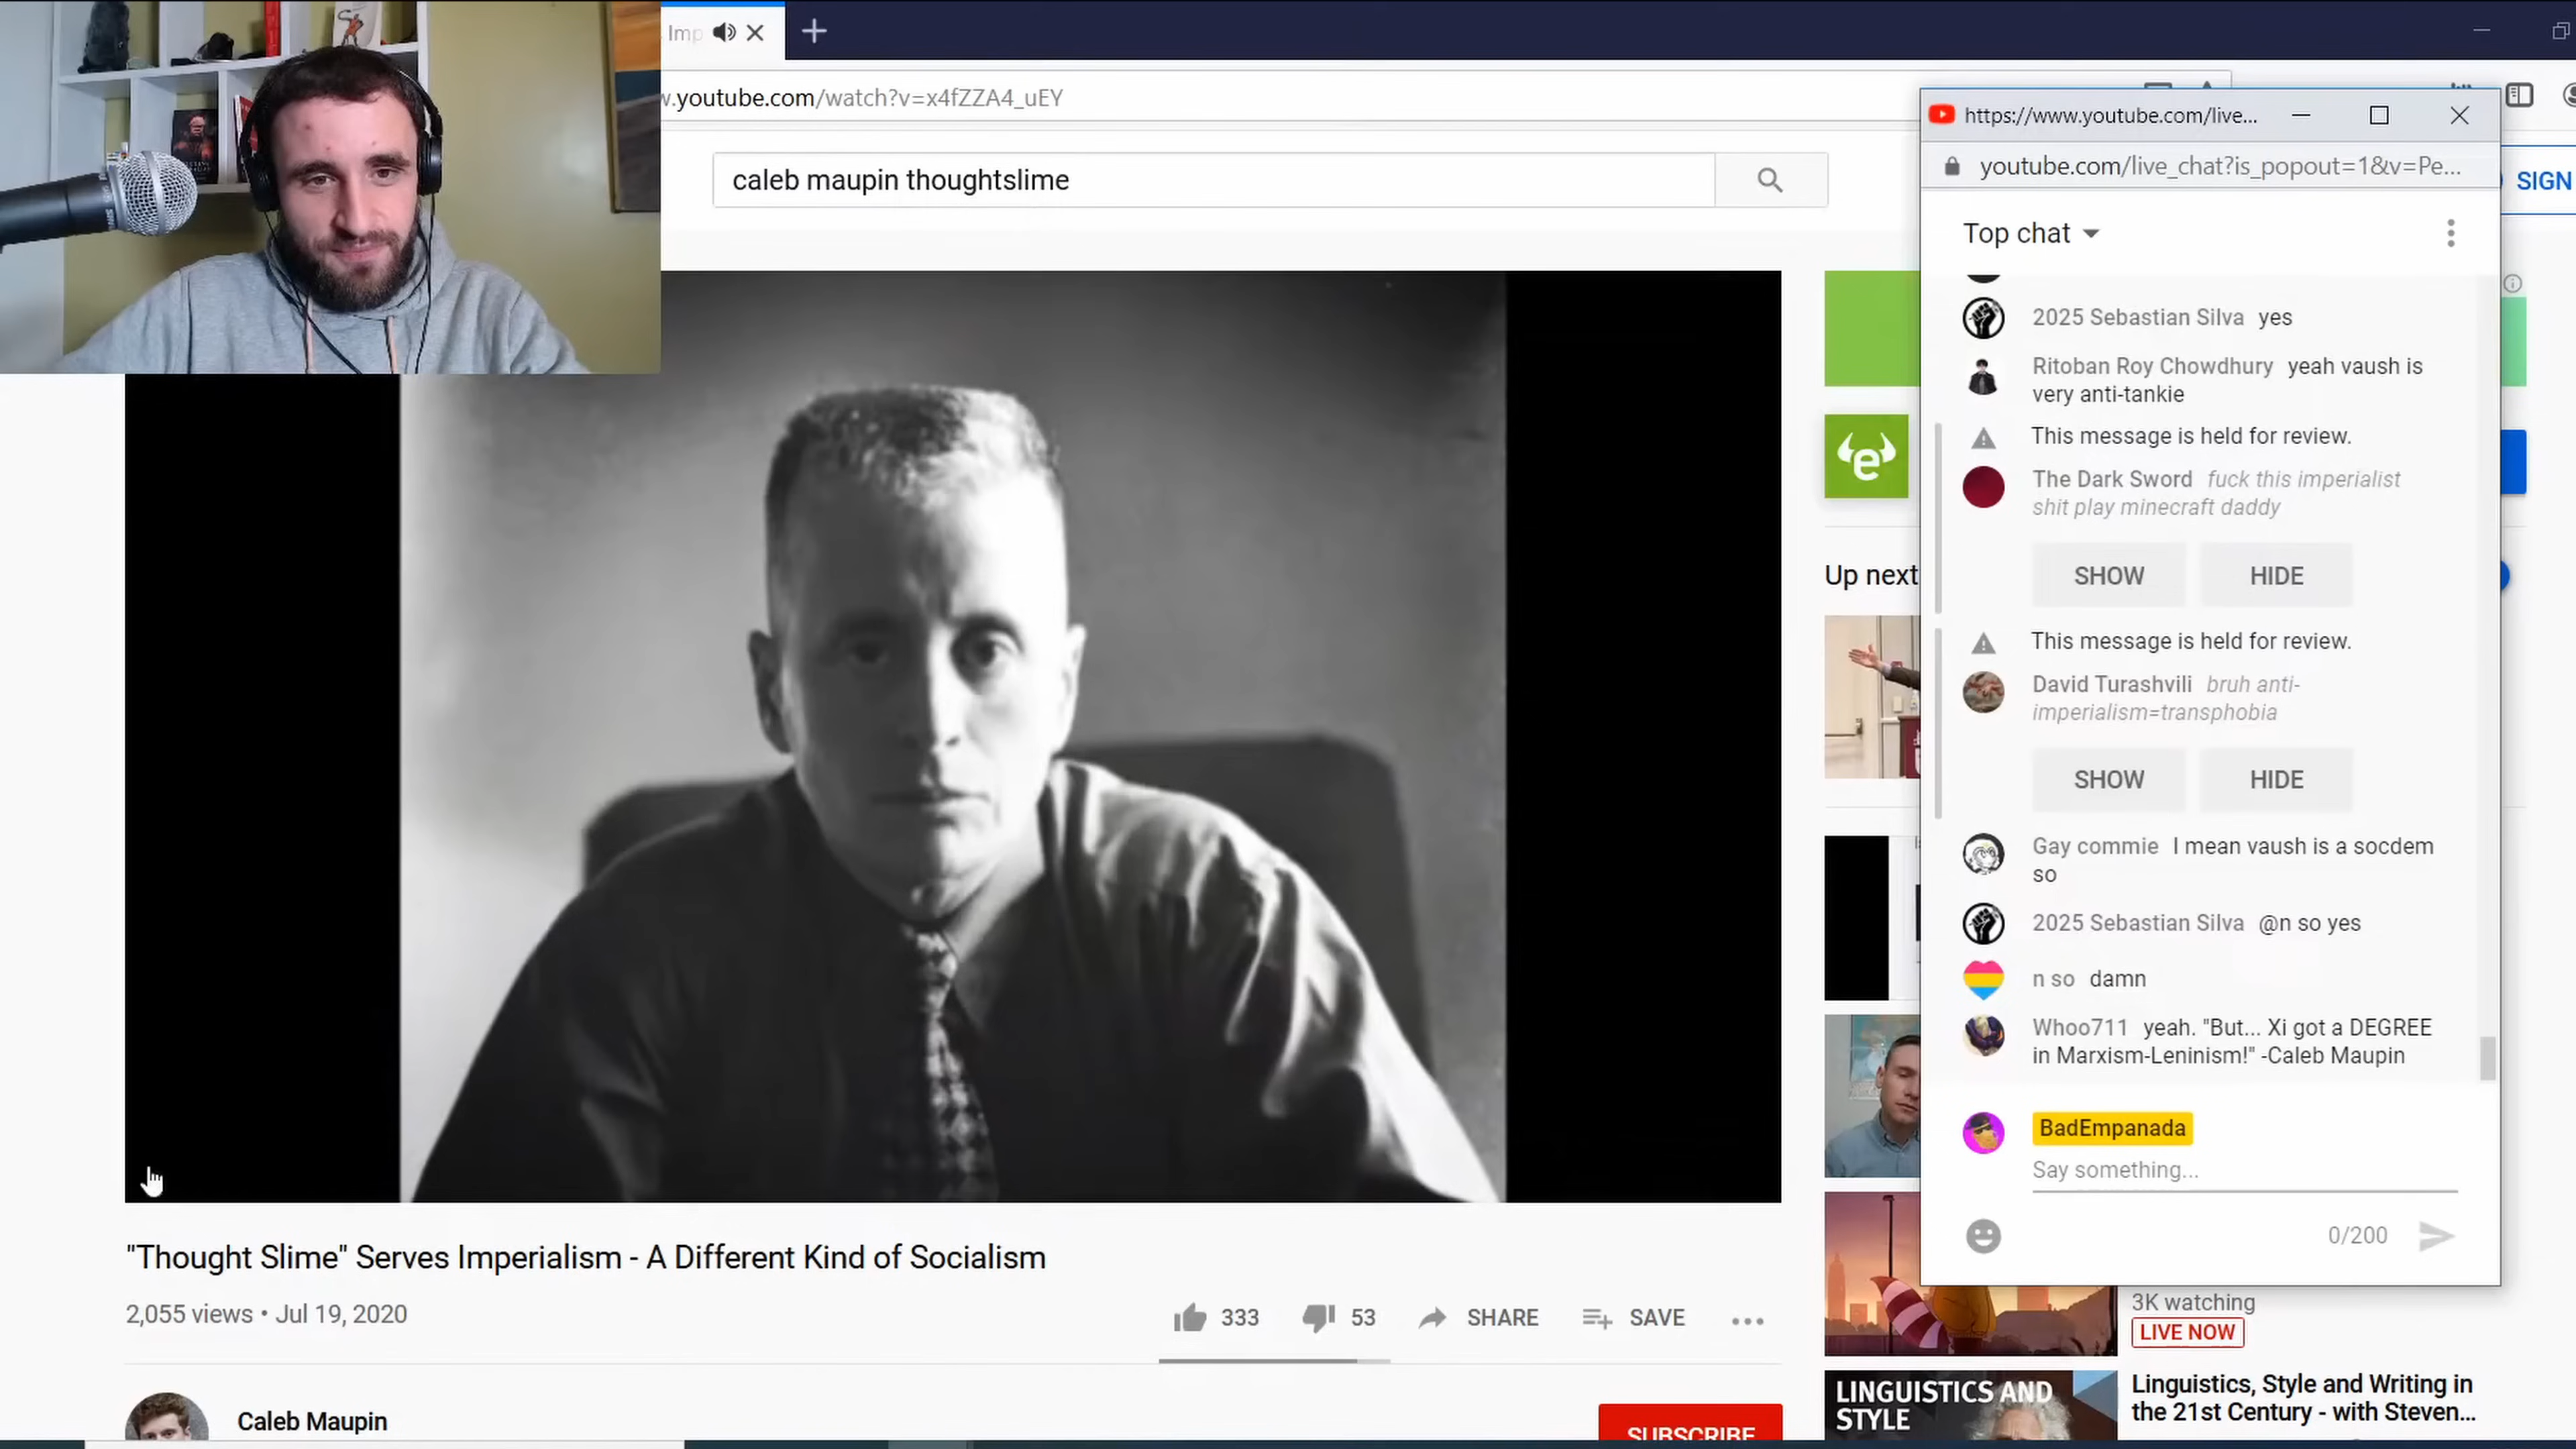 Imp
w.youtube.com/watch?v=x4fZZA4_uEY
caleb maupin thoughtslime
SIGN
https://www.youtube.com/live...
youtube.com/live_chat?is_popout=1&v=Pe...
Top chat
2025 Sebastian Silva yes
Ritoban Roy Chowdhury yeah vaush is
very anti-tankie
This message is held for review.
The Dark Sword fuck this imperialist
shit play minecraft daddy
SHOW HIDE
This message is held for review.
David Turashvili bruh anti-
imperialism=transphobia
SHOW HIDE
Gay commie I mean vaush is a socdem
so
2025 Sebastian Silva @n so yes
n so damn
Whoo711 yeah. "But... Xi got a DEGREE
in Marxism-Leninism!" -Caleb Maupin
BadEmpanada
Say something...
0/200
Up next
e
"Thought Slime" Serves Imperialism - A Different Kind of Socialism
2,055 views • Jul 19, 2020
333 53 SHARE SAVE
Caleb Maupin
SUBSCRIBE
3K watching
LIVE NOW
LINGUISTICS AND
STYLE
Linguistics, Style and Writing in
the 21st Century - with Steven...